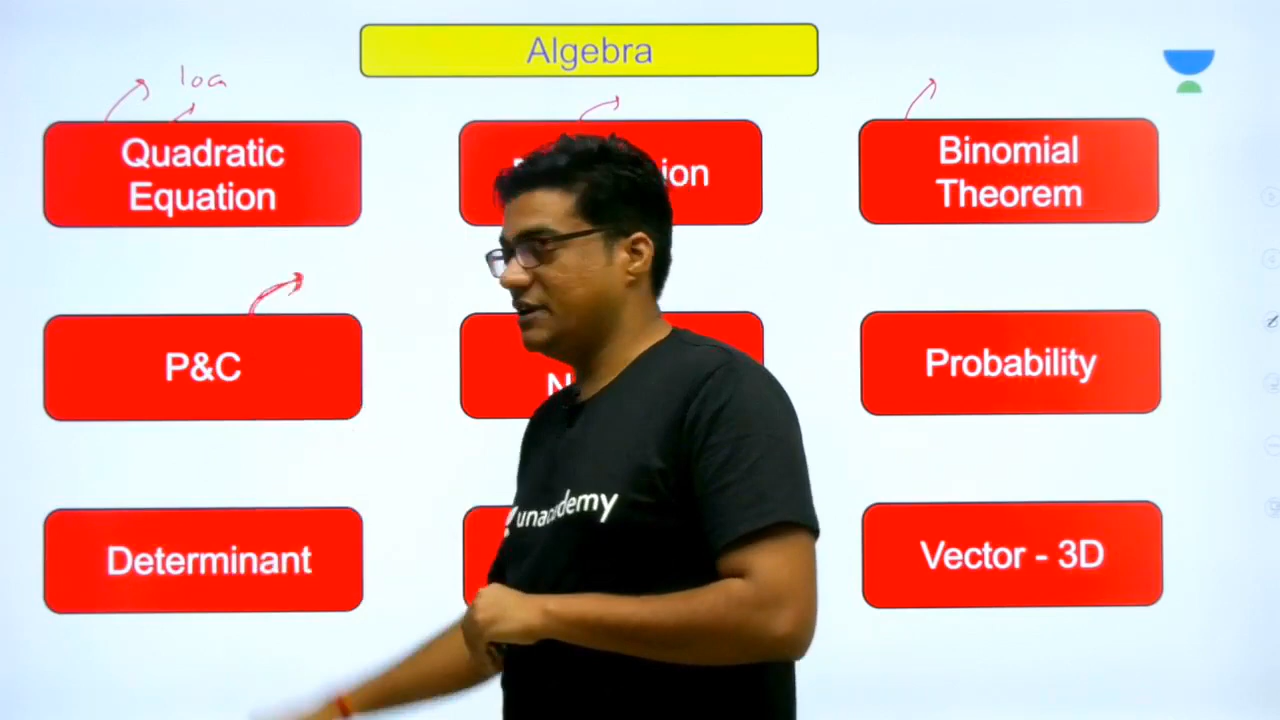 Algebra
loa
Quadratic
Equation
ion
Binomial
Theorem
P&C
N
Probability
Determinant
Vector - 3D
unacademy